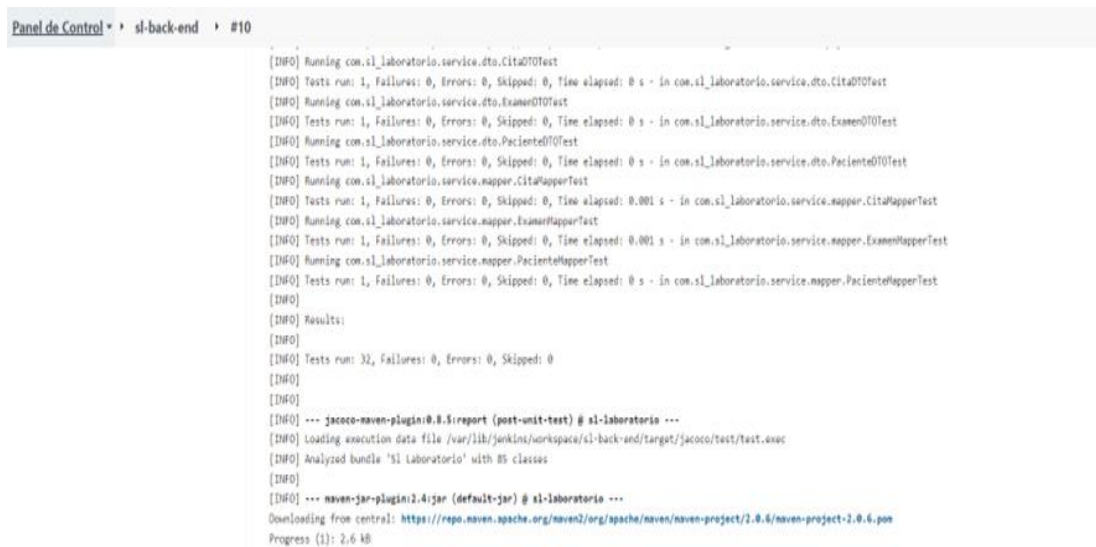 Panel de Control sl-back-end #10
[INFO] Running com.sl_laboratorio.service.dto.CitaDTOTest
[INFO] Tests run: 1, Failures: 0, Errors: 0, Skipped: 0, Time elapsed: 0 s - in com.sl_laboratorio.service.dto.CitaDTOTest
[INFO] Running com.sl_laboratorio.service.dto.ExamenDTOTest
[INFO] Tests run: 1, Failures: 0, Errors: 0, Skipped: 0, Time elapsed: 0 s - in com.sl_laboratorio.service.dto.ExamenDTOTest
[INFO] Running com.sl_laboratorio.service.dto.PacienteDTOTest
[INFO] Tests run: 1, Failures: 0, Errors: 0, Skipped: 0, Time elapsed: 0 s - in com.sl_laboratorio.service.dto.PacienteDTOTest
[INFO] Running com.sl_laboratorio.service.mapper.CitaMapperTest
[INFO] Tests run: 1, Failures: 0, Errors: 0, Skipped: 0, Time elapsed: 0.001 s - in com.sl_laboratorio.service.mapper.CitaMapperTest
[INFO] Running com.sl_laboratorio.service.mapper.ExamenMapperTest
[INFO] Tests run: 1, Failures: 0, Errors: 0, Skipped: 0, Time elapsed: 0.001 s - in com.sl_laboratorio.service.mapper.ExamenMapperTest
[INFO] Running com.sl_laboratorio.service.mapper.PacienteMapperTest
[INFO] Tests run: 1, Failures: 0, Errors: 0, Skipped: 0, Time elapsed: 0 s - in com.sl_laboratorio.service.mapper.PacienteMapperTest
[INFO]
[INFO] Results:
[INFO]
[INFO] Tests run: 32, Failures: 0, Errors: 0, Skipped: 0
[INFO]
[INFO]
[INFO] --- jacoco-maven-plugin:0.8.5:report (post-unit-test) @ sl-laboratorio ---
[INFO] Loading execution data file /var/lib/jenkins/workspace/sl-back-end/target/jacoco/test/test.exec
[INFO] Analyzed bundle 'Sl Laboratorio' with 85 classes
[INFO]
[INFO] --- maven-jar-plugin:2.4:jar (default-jar) @ sl-laboratorio ---
Downloading from central: https://repo.maven.apache.org/maven2/org/apache/maven/maven-project/2.0.6/maven-project-2.0.6.pom
Progress (1): 2.6 kB